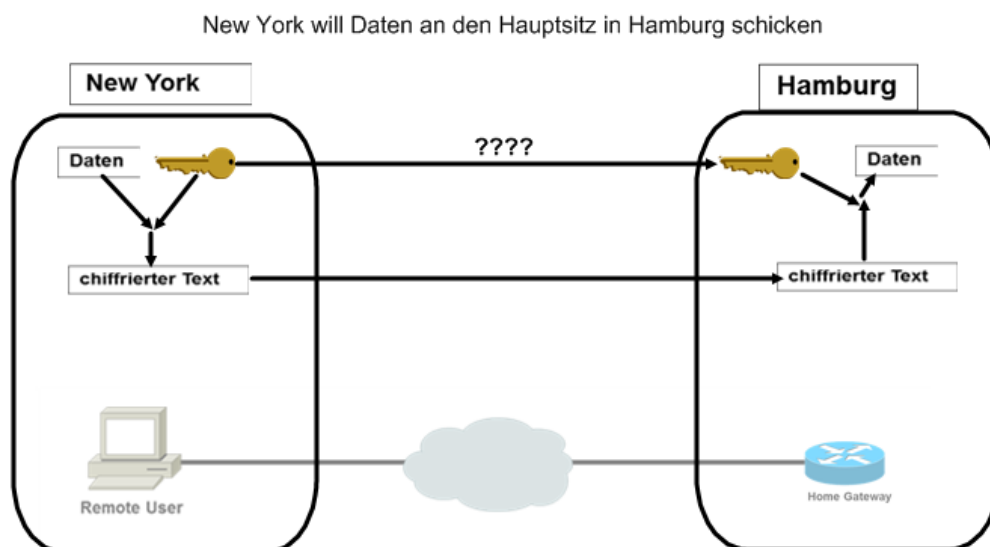 New York will Daten an den Hauptsitz in Hamburg schicken
New York
Hamburg
????
Daten
Daten
chiffrierter Text
chiffrierter Text
Remote User
Home Gateway